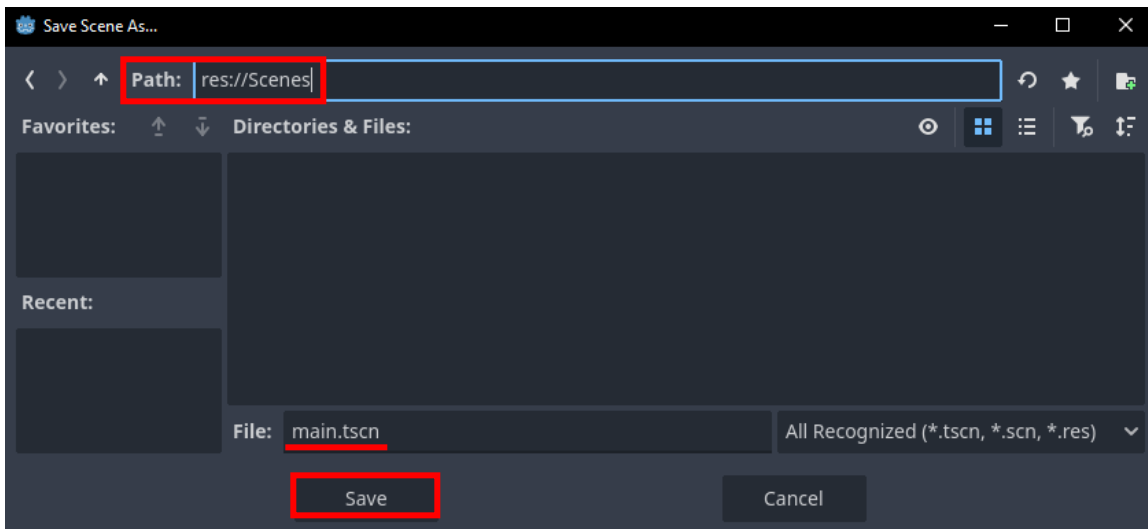 Save Scene As...
Path: res://Scenes
Favorites: Directories & Files:
Recent:
File: main.tscn All Recognized (*.tscn, *.scn, *.res)
Save Cancel